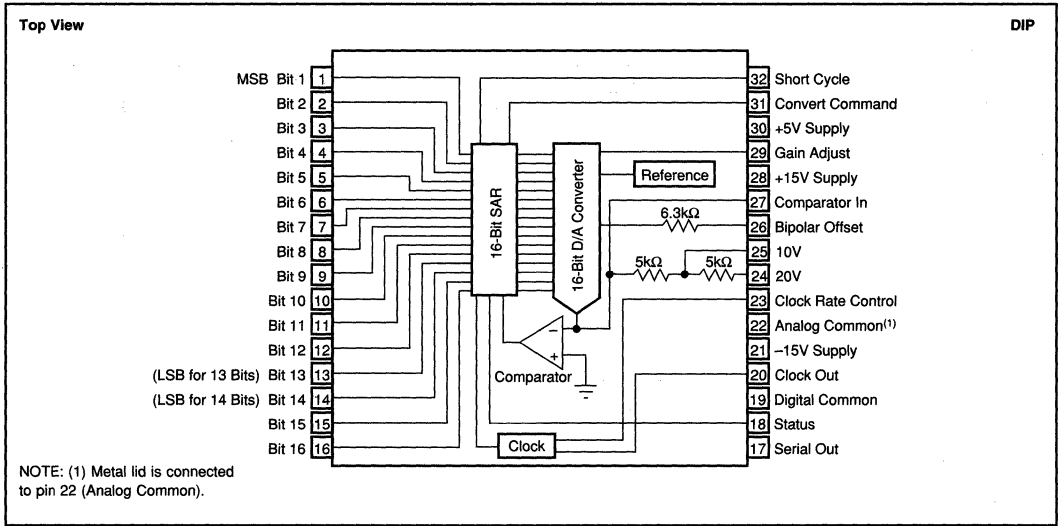 Top View
DIP
MSB Bit 1 1
Bit 2 2
Bit 3 3
Bit 4 4
Bit 5 5
Bit 6 6
Bit 7 7
Bit 8 8
Bit 9 9
Bit 10 10
Bit 11 11
Bit 12 12
(LSB for 13 Bits) Bit 13 13
(LSB for 14 Bits) Bit 14 14
Bit 15 15
Bit 16 16
16-Bit SAR
16-Bit D/A Converter
Reference
6.3kΩ
5kΩ
5kΩ
–
+
Comparator
Clock
32 Short Cycle
31 Convert Command
30 +5V Supply
29 Gain Adjust
28 +15V Supply
27 Comparator In
26 Bipolar Offset
25 10V
24 20V
23 Clock Rate Control
22 Analog Common(1)
21 –15V Supply
20 Clock Out
19 Digital Common
18 Status
17 Serial Out
NOTE: (1) Metal lid is connected
to pin 22 (Analog Common).